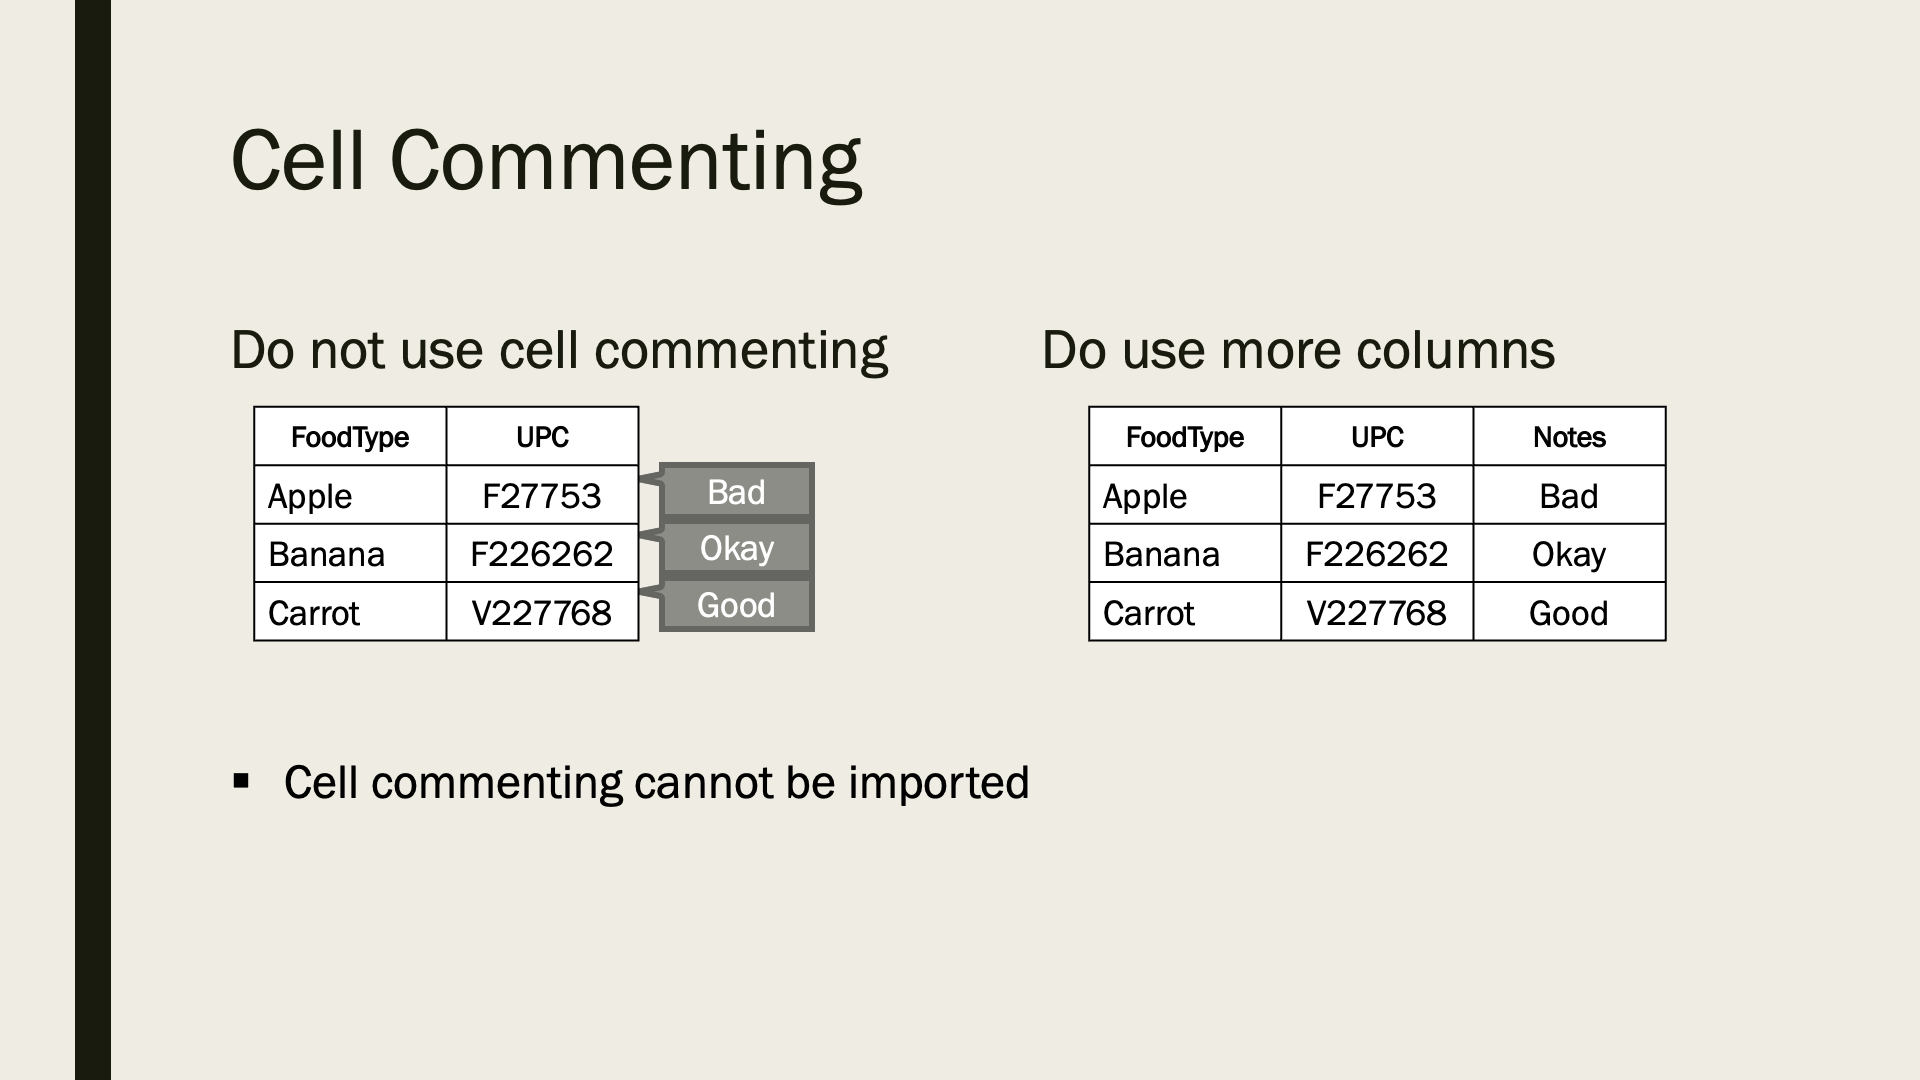 Cell Commenting
Do not use cell commenting
FoodType UPC
Apple F27753 Bad
Banana F226262 Okay
Carrot V227768 Good
Do use more columns
FoodType UPC Notes
Apple F27753 Bad
Banana F226262 Okay
Carrot V227768 Good
▪ Cell commenting cannot be imported